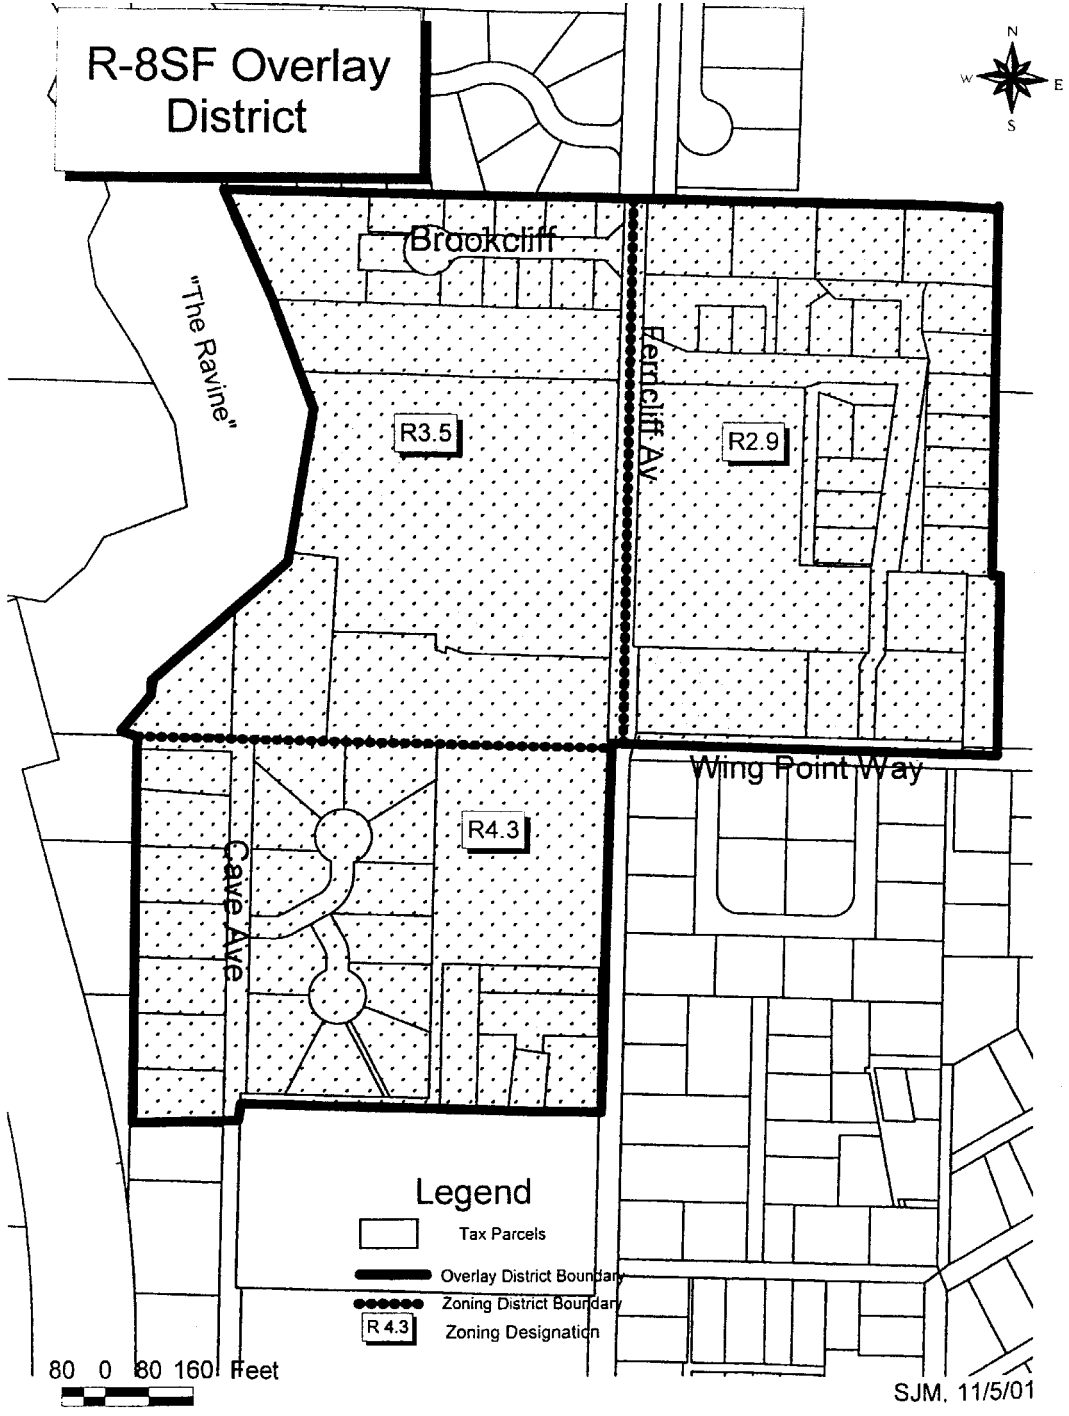 R-8SF Overlay
District
N
W
E
S
Brookcliff
"The Ravine"
Ferncliff Av
R3.5
R2.9
Wing Point Way
R4.3
Cave Ave
Legend
Tax Parcels
Overlay District Boundary
Zoning District Boundary
R 4.3
Zoning Designation
80 0 80 160 Feet
SJM, 11/5/01